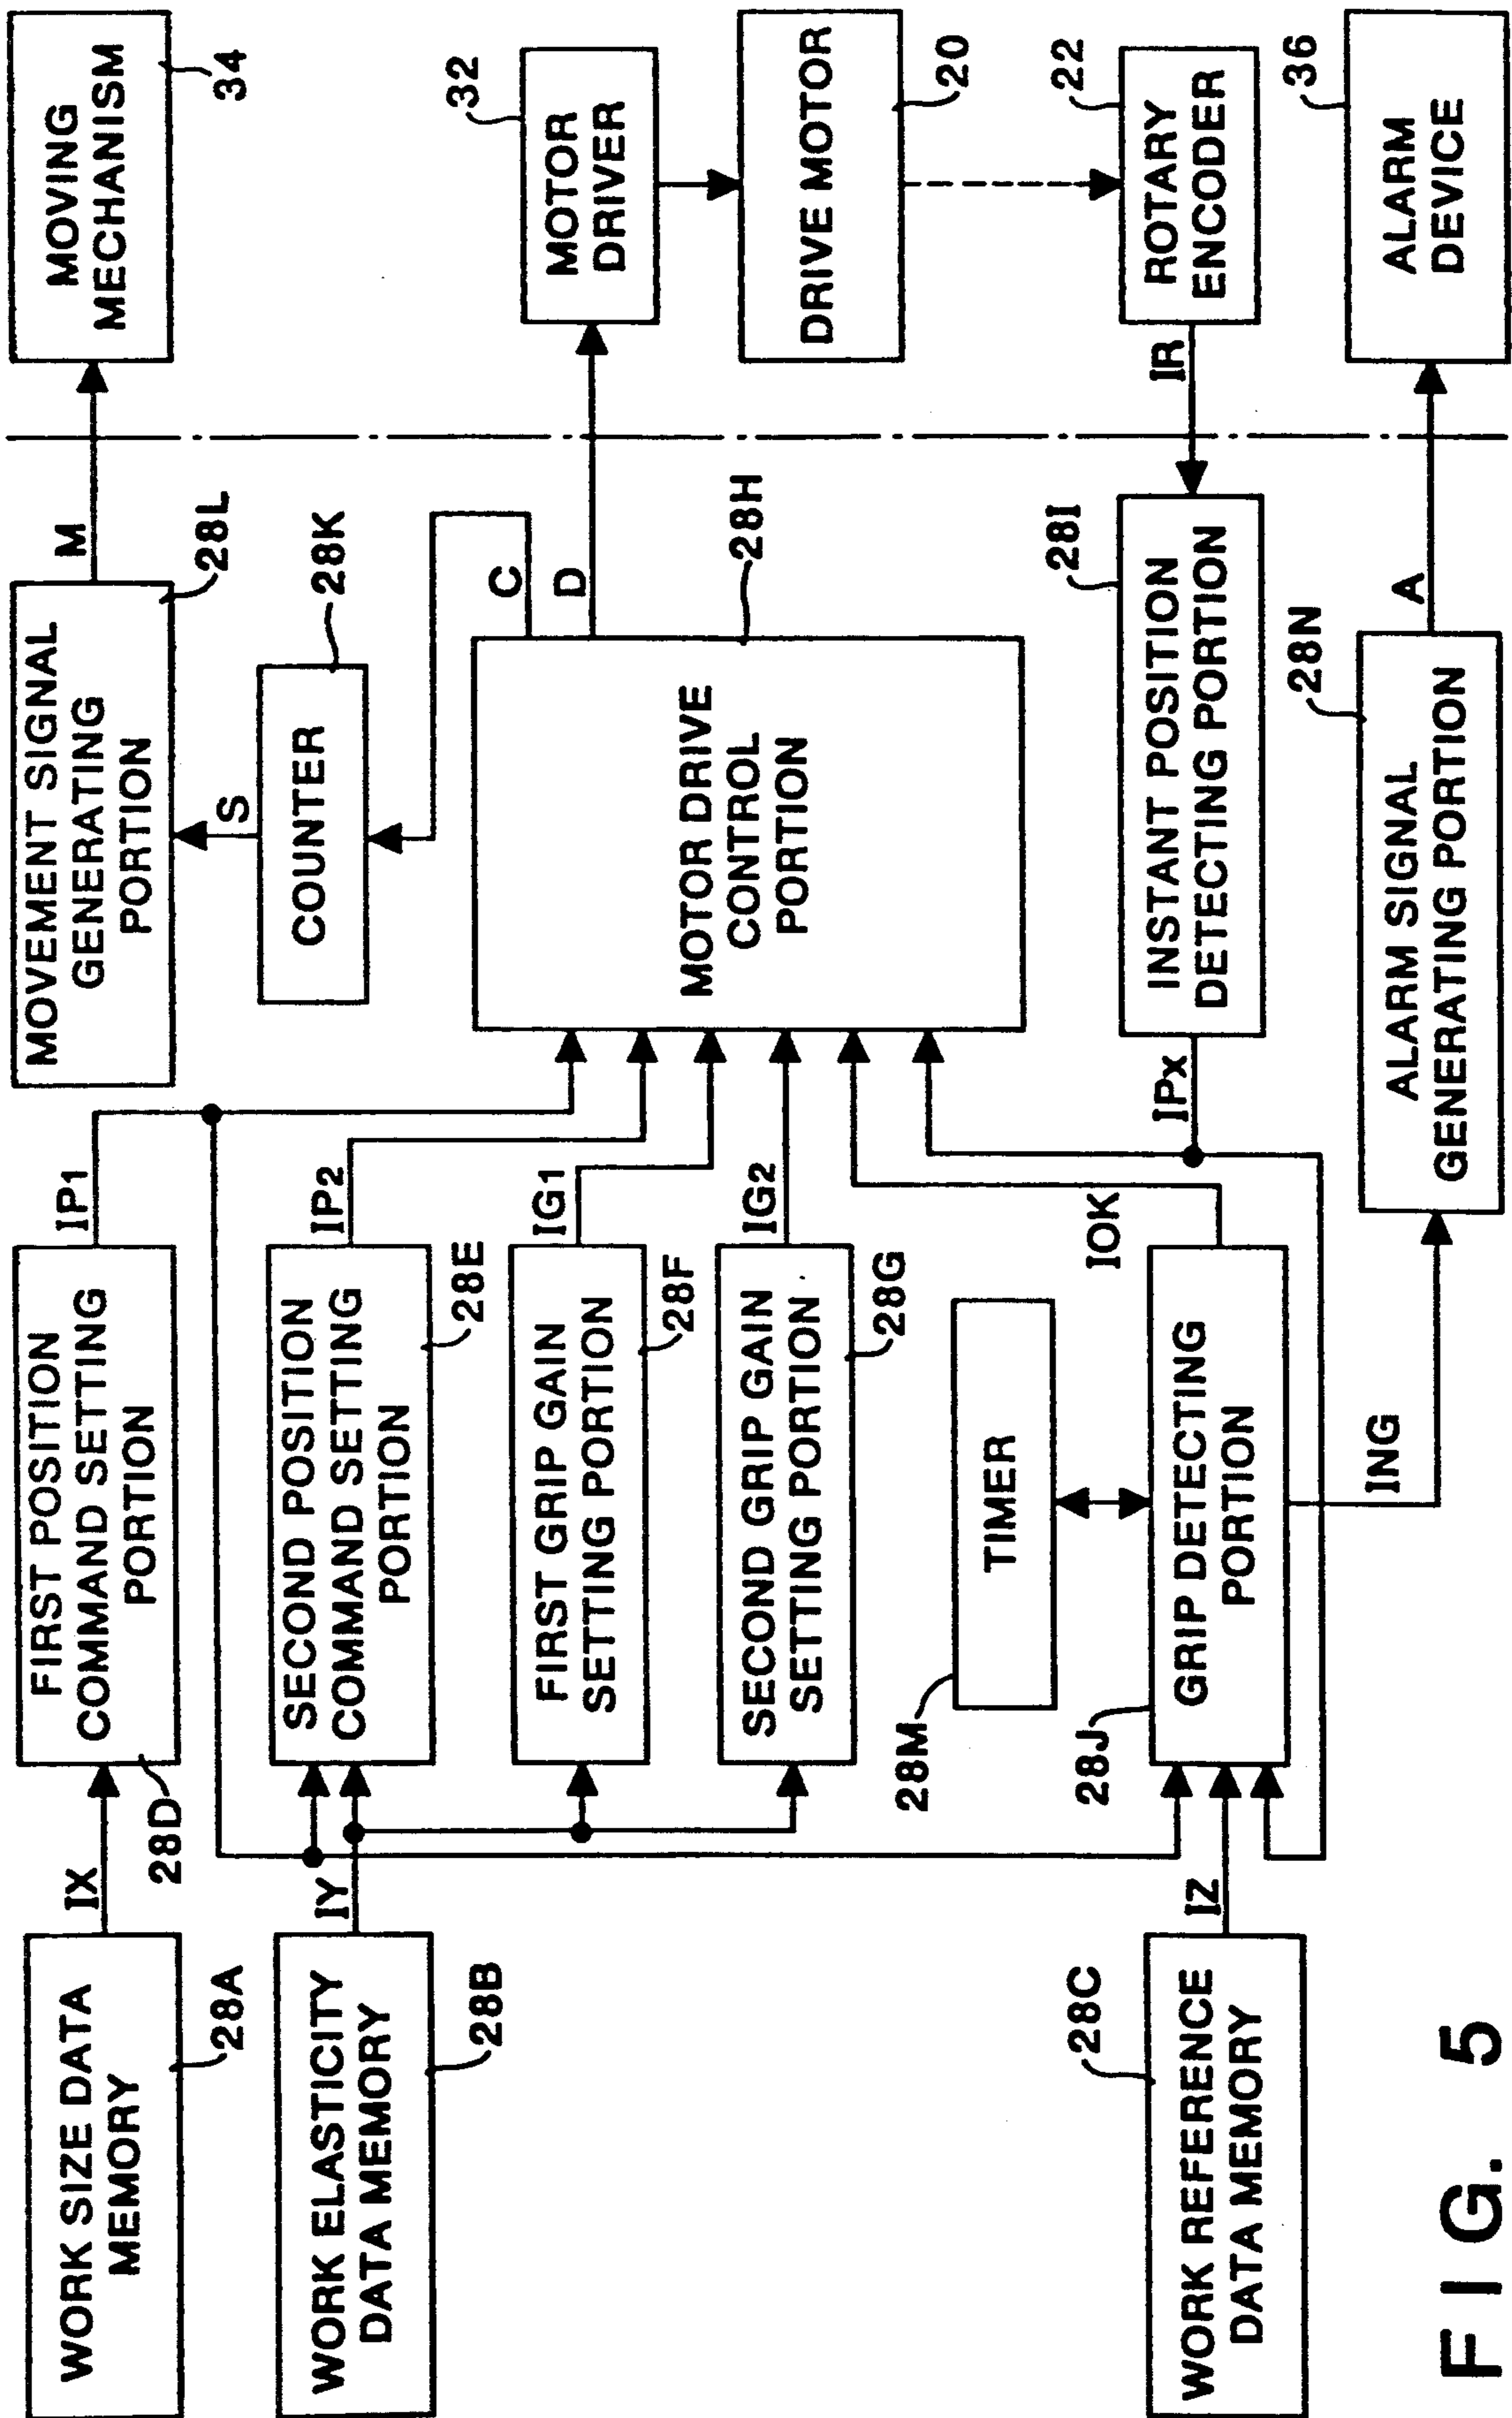 WORK SIZE DATA
MEMORY
28A
IX
FIRST POSITION
COMMAND SETTING
PORTION
28D
IP1
MOVEMENT SIGNAL
GENERATING
PORTION
28L
M
MOVING
MECHANISM
34
S
COUNTER
28K
WORK ELASTICITY
DATA MEMORY
28B
IY
SECOND POSITION
COMMAND SETTING
PORTION
28E
IP2
FIRST GRIP GAIN
SETTING PORTION
28F
IG1
SECOND GRIP GAIN
SETTING PORTION
28G
IG2
MOTOR DRIVE
CONTROL
PORTION
28H
C
D
MOTOR
DRIVER
32
DRIVE MOTOR
20
ROTARY
ENCODER
22
IR
INSTANT POSITION
DETECTING PORTION
28I
IPx
TIMER
28M
WORK REFERENCE
DATA MEMORY
28C
IZ
GRIP DETECTING
PORTION
28J
IOK
ING
ALARM SIGNAL
GENERATING PORTION
28N
A
ALARM
DEVICE
36
FIG. 5